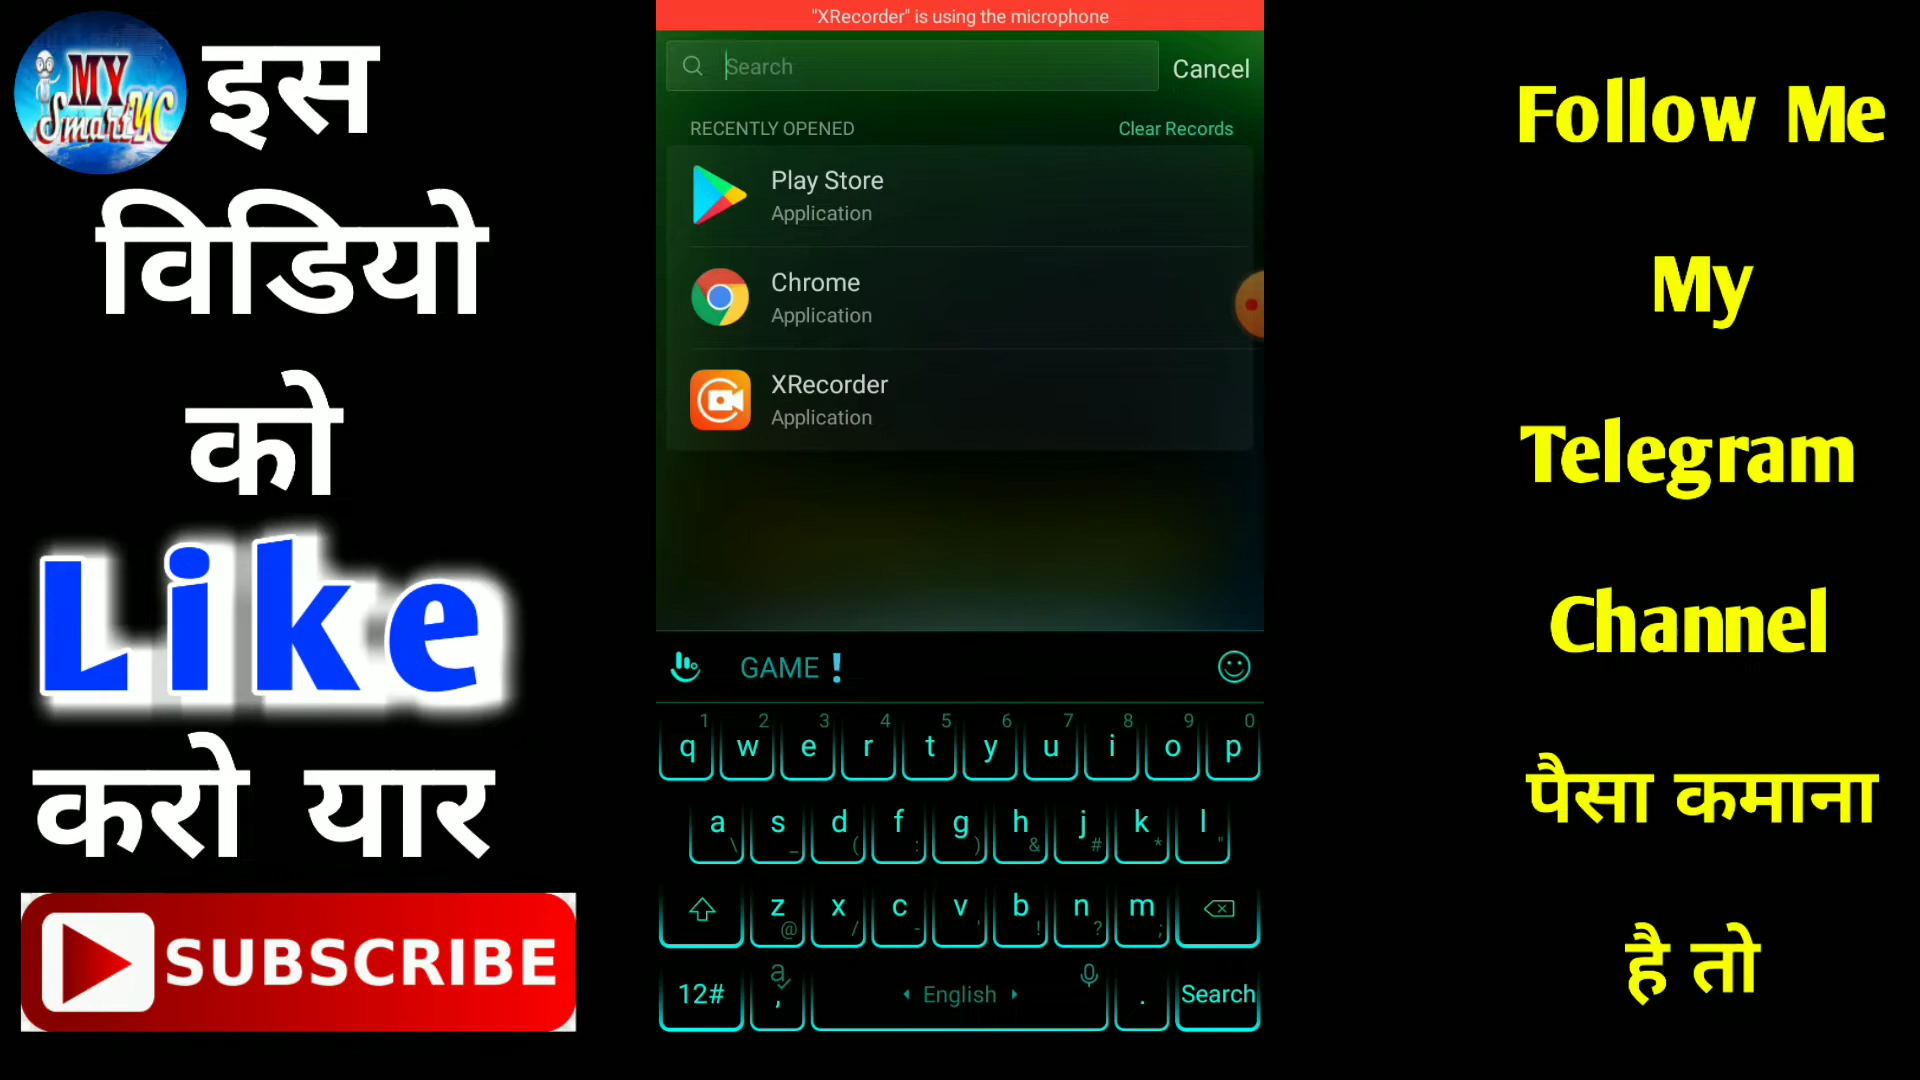 MY
SmartYC
इस
विडियो
को
Like
करो यार
SUBSCRIBE
"XRecorder" is using the microphone
Search
Cancel
RECENTLY OPENED
Clear Records
Play Store
Application
Chrome
Application
XRecorder
Application
GAME❗
1 2 3 4 5 6 7 8 9 0
q w e r t y u i o p
a s d f g h j k l
\ _ ( : ) & # * "
z x c v b n m
@ / - ' ! ? ;
12# , English . Search
Follow Me
My
Telegram
Channel
पैसा कमाना
है तो